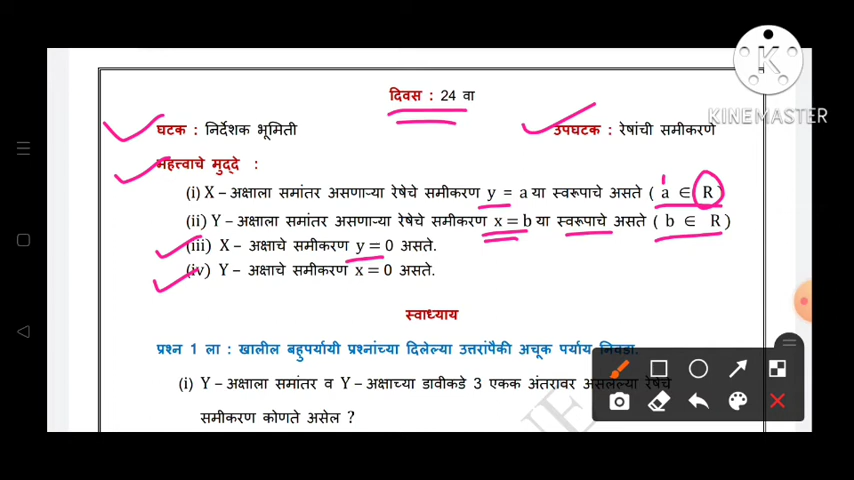 दिवस : 24 वा
K
KINEMASTER
घटक : निर्देशक भूमिती उपघटक : रेषांची समीकरणे
महत्त्वाचे मुद्दे :
(i) X – अक्षाला समांतर असणाऱ्या रेषेचे समीकरण y = a या स्वरूपाचे असते ( a ∈ R )
(ii) Y – अक्षाला समांतर असणाऱ्या रेषेचे समीकरण x = b या स्वरूपाचे असते ( b ∈ R )
(iii) X – अक्षाचे समीकरण y = 0 असते.
(iv) Y – अक्षाचे समीकरण x = 0 असते.
स्वाध्याय
प्रश्न 1 ला : खालील बहुपर्यायी प्रश्नांच्या दिलेल्या उत्तरांपैकी अचूक पर्याय निवडा.
(i) Y – अक्षाला समांतर व Y – अक्षाच्या डावीकडे 3 एकक अंतरावर असलेल्या रेषेचे
समीकरण कोणते असेल ?